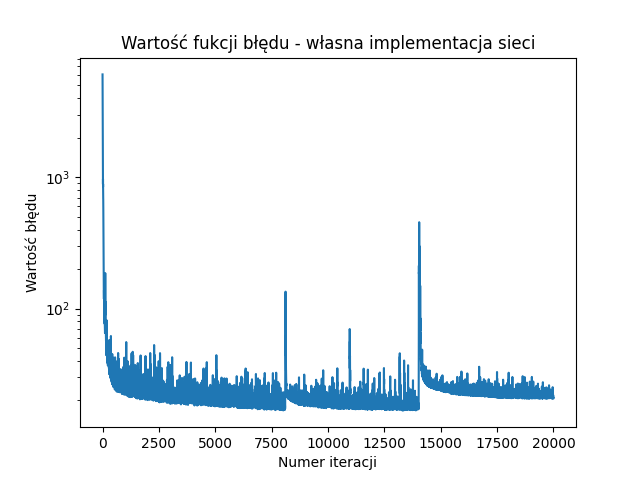 Wartość fukcji błędu - własna implementacja sieci
Wartość błędu
10³
10²
0 2500 5000 7500 10000 12500 15000 17500 20000
Numer iteracji